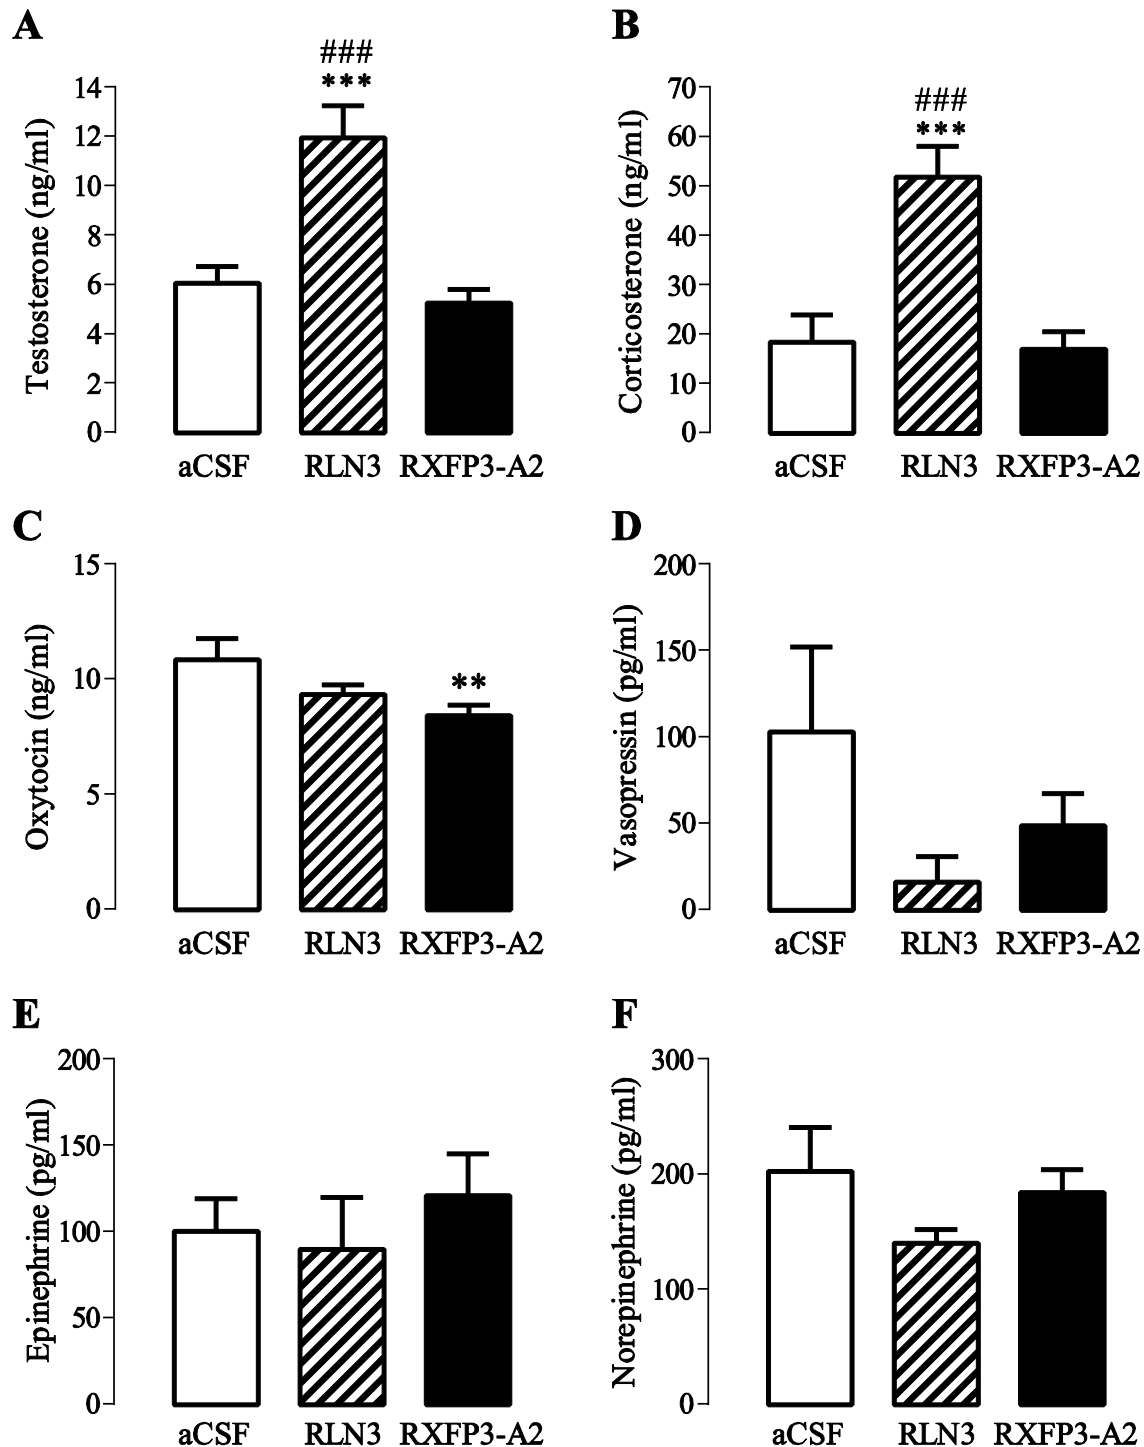 A
###
***
Testosterone (ng/ml)
14
12
10
8
6
4
2
0
aCSF RLN3 RXFP3-A2
B
###
***
Corticosterone (ng/ml)
70
60
50
40
30
20
10
0
aCSF RLN3 RXFP3-A2
C
**
Oxytocin (ng/ml)
15
10
5
0
aCSF RLN3 RXFP3-A2
D
Vasopressin (pg/ml)
200
150
100
50
0
aCSF RLN3 RXFP3-A2
E
Epinephrine (pg/ml)
200
150
100
50
0
aCSF RLN3 RXFP3-A2
F
Norepinephrine (pg/ml)
300
200
100
0
aCSF RLN3 RXFP3-A2